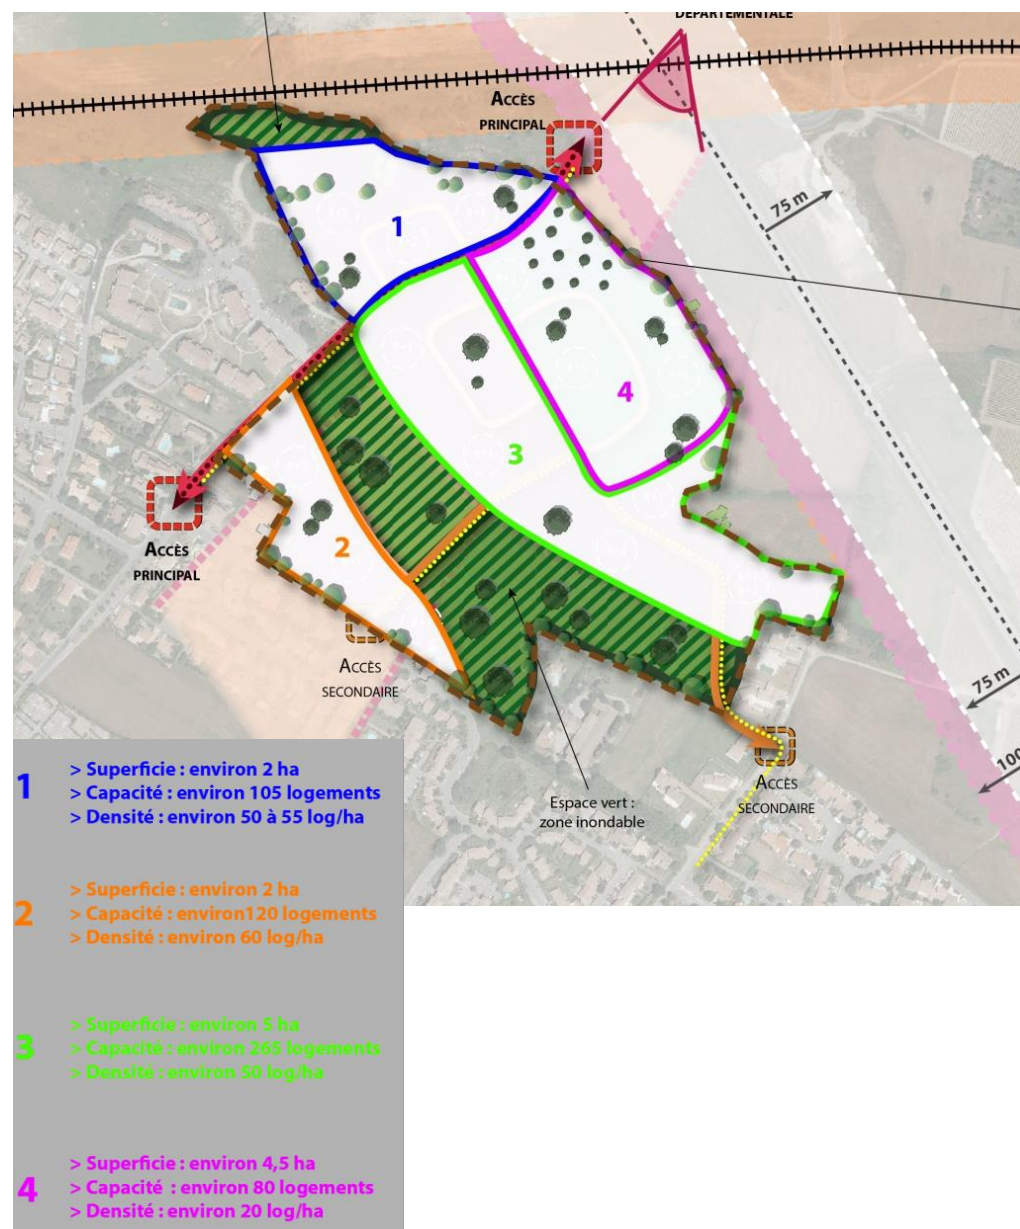 DÉPARTEMENTALE
ACCÈS
PRINCIPAL
75 m
1
4
3
2
ACCÈS
PRINCIPAL
ACCÈS
SECONDAIRE
75 m
100
ACCÈS
SECONDAIRE
Espace vert :
zone inondable
1
> Superficie : environ 2 ha
> Capacité : environ 105 logements
> Densité : environ 50 à 55 log/ha
2
> Superficie : environ 2 ha
> Capacité : environ120 logements
> Densité : environ 60 log/ha
3
> Superficie : environ 5 ha
> Capacité : environ 265 logements
> Densité : environ 50 log/ha
4
> Superficie : environ 4,5 ha
> Capacité : environ 80 logements
> Densité : environ 20 log/ha